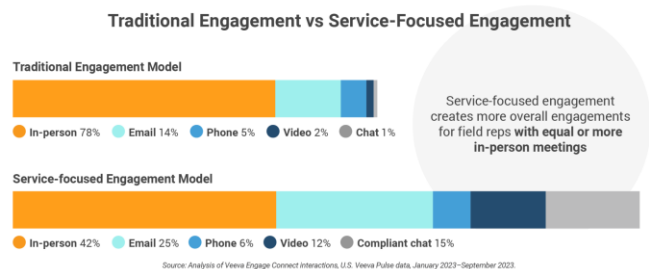 Traditional Engagement vs Service-Focused Engagement
Traditional Engagement Model
In-person 78% Email 14% Phone 5% Video 2% Chat 1%
Service-focused engagement
creates more overall engagements
for field reps with equal or more
in-person meetings
Service-focused Engagement Model
In-person 42% Email 25% Phone 6% Video 12% Compliant chat 15%
Source: Analysis of Veeva Engage Connect interactions, U.S. Veeva Pulse data, January 2023–September 2023.